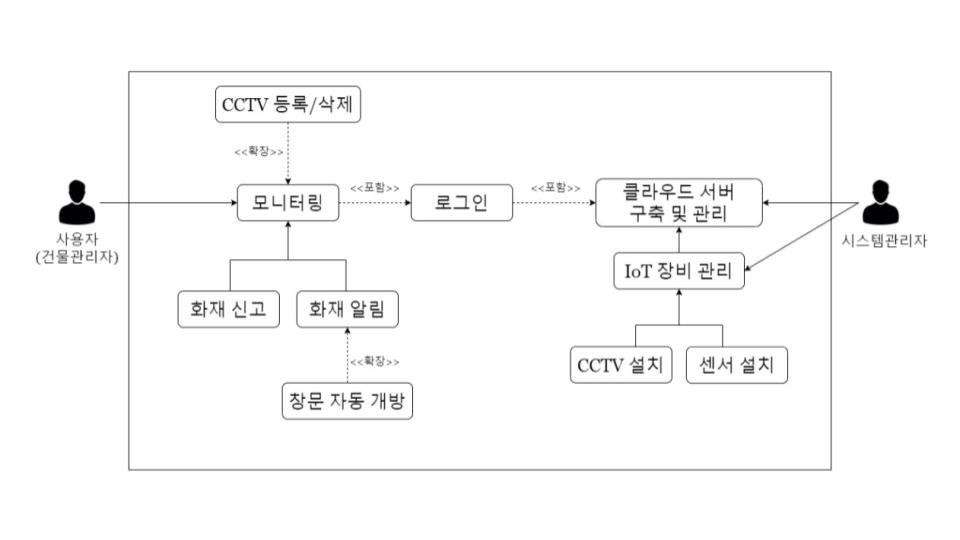 CCTV 등록/삭제
<<확장>>
모니터링
<<포함>>
로그인
<<포함>>
클라우드 서버
구축 및 관리
사용자
(건물관리자)
시스템관리자
IoT 장비 관리
화재 신고
화재 알림
CCTV 설치
센서 설치
<<확장>>
창문 자동 개방